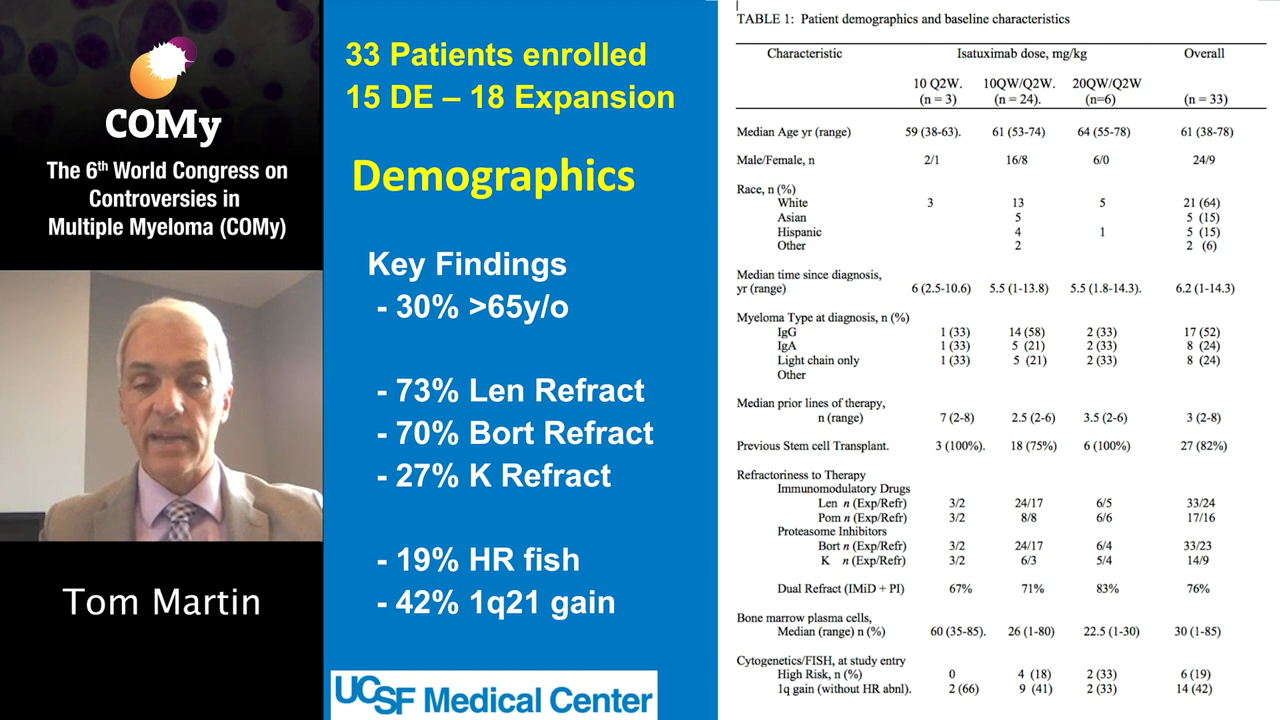 COMy
The 6th World Congress on
Controversies in
Multiple Myeloma (COMy)
Tom Martin
33 Patients enrolled
15 DE – 18 Expansion
Demographics
Key Findings
- 30% >65y/o
- 73% Len Refract
- 70% Bort Refract
- 27% K Refract
- 19% HR fish
- 42% 1q21 gain
UCSF Medical Center
TABLE 1: Patient demographics and baseline characteristics
Characteristic Isatuximab dose, mg/kg Overall
10 Q2W. 10QW/Q2W. 20QW/Q2W
(n = 3) (n = 24). (n=6) (n = 33)
Median Age yr (range) 59 (38-63). 61 (53-74) 64 (55-78) 61 (38-78)
Male/Female, n 2/1 16/8 6/0 24/9
Race, n (%)
White 3 13 5 21 (64)
Asian 5 5 (15)
Hispanic 4 1 5 (15)
Other 2 2 (6)
Median time since diagnosis,
yr (range) 6 (2.5-10.6) 5.5 (1-13.8) 5.5 (1.8-14.3). 6.2 (1-14.3)
Myeloma Type at diagnosis, n (%)
IgG 1 (33) 14 (58) 2 (33) 17 (52)
IgA 1 (33) 5 (21) 2 (33) 8 (24)
Light chain only 1 (33) 5 (21) 2 (33) 8 (24)
Other
Median prior lines of therapy,
n (range) 7 (2-8) 2.5 (2-6) 3.5 (2-6) 3 (2-8)
Previous Stem cell Transplant. 3 (100%). 18 (75%) 6 (100%) 27 (82%)
Refractoriness to Therapy
Immunomodulatory Drugs
Len n (Exp/Refr) 3/2 24/17 6/5 33/24
Pom n (Exp/Refr) 3/2 8/8 6/6 17/16
Proteasome Inhibitors
Bort n (Exp/Refr) 3/2 24/17 6/4 33/23
K n (Exp/Refr) 3/2 6/3 5/4 14/9
Dual Refract (IMiD + PI) 67% 71% 83% 76%
Bone marrow plasma cells,
Median (range) n (%) 60 (35-85). 26 (1-80) 22.5 (1-30) 30 (1-85)
Cytogenetics/FISH, at study entry
High Risk, n (%) 0 4 (18) 2 (33) 6 (19)
1q gain (without HR abnl). 2 (66) 9 (41) 2 (33) 14 (42)